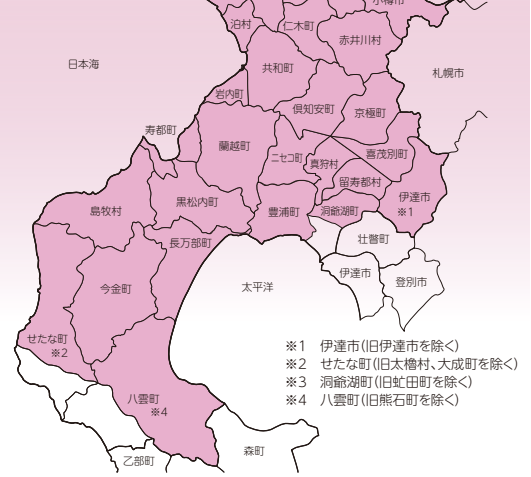 小樽市
泊村
仁木町
赤井川村
日本海
共和町
札幌市
岩内町
倶知安町
京極町
寿都町
蘭越町
ニセコ町
真狩村
喜茂別町
留寿都村
伊達市
※1
島牧村
黒松内町
豊浦町
洞爺湖町
長万部町
壮瞥町
伊達市
登別市
太平洋
今金町
せたな町
※2
八雲町
※4
森町
乙部町
※1 伊達市(旧伊達市を除く)
※2 せたな町(旧太櫓村、大成町を除く)
※3 洞爺湖町(旧虻田町を除く)
※4 八雲町(旧熊石町を除く)